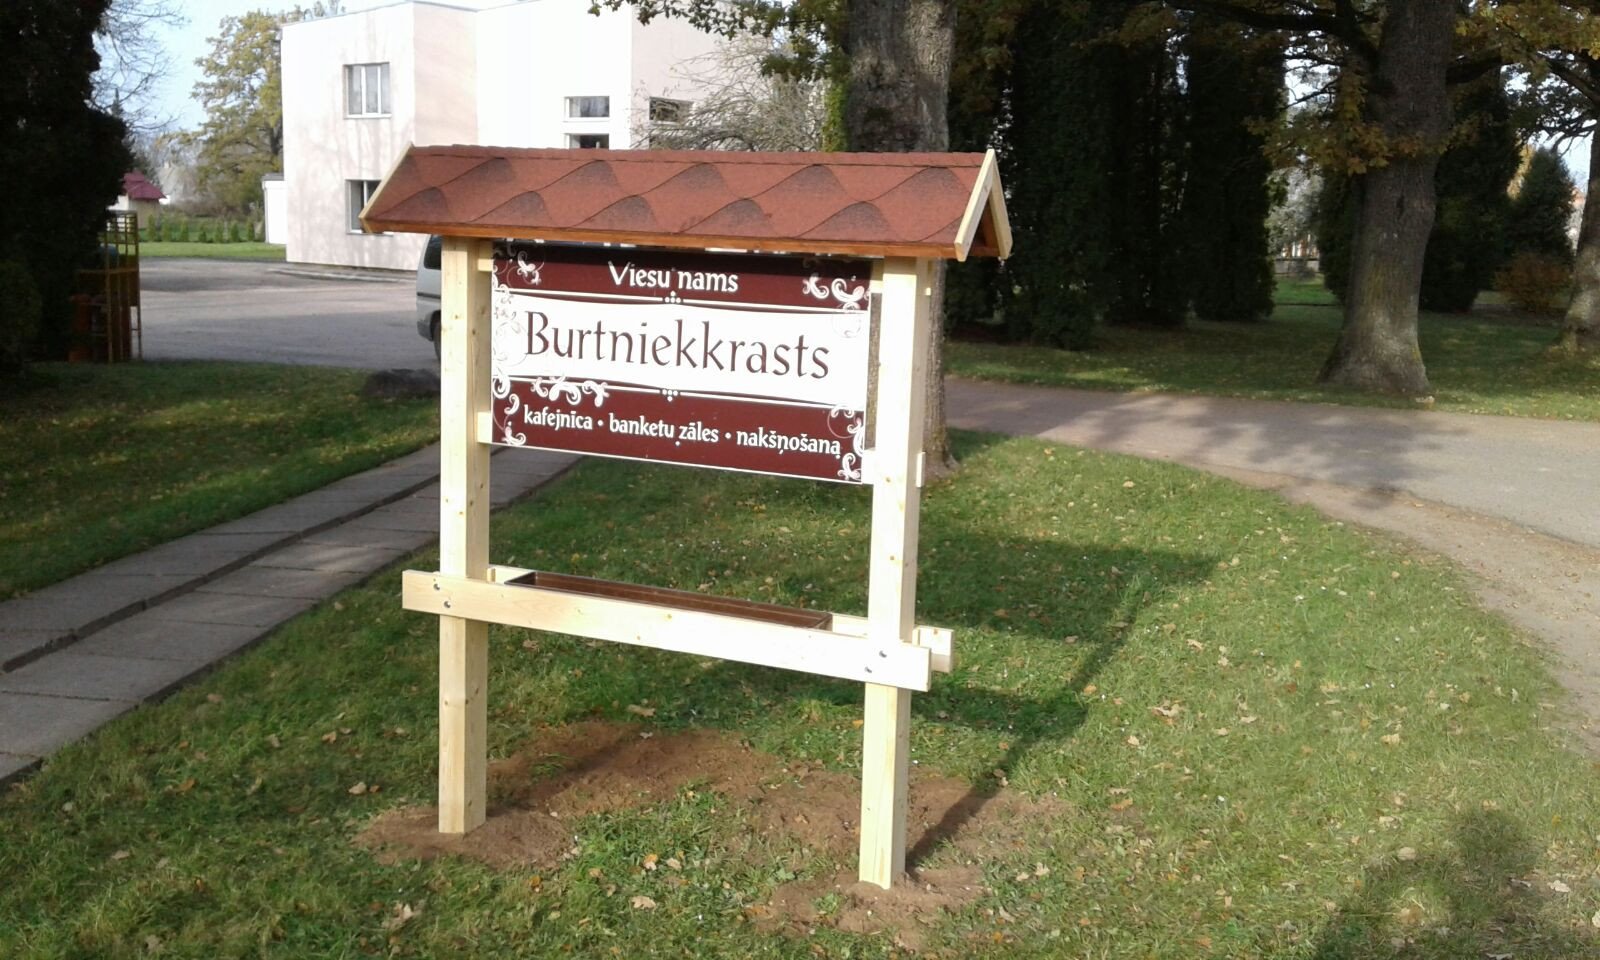 Viesu nams
Burtniekkrasts
kafejnīca • banketu zāles • nakšņošana